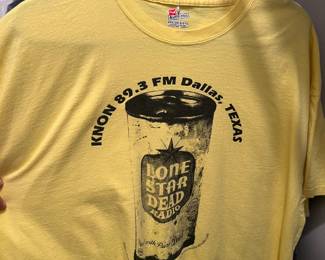 KNON 89.3 FM Dallas, TEXAS
LONE
STAR
DEAD
RADIO